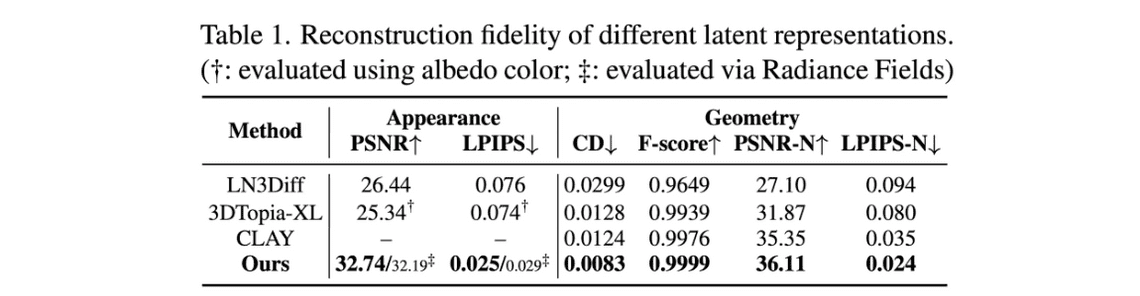 Table 1. Reconstruction fidelity of different latent representations.
(†: evaluated using albedo color; ‡: evaluated via Radiance Fields)
Method Appearance Geometry
PSNR↑ LPIPS↓ CD↓ F-score↑ PSNR-N↑ LPIPS-N↓
LN3Diff 26.44 0.076 0.0299 0.9649 27.10 0.094
3DTopia-XL 25.34† 0.074† 0.0128 0.9939 31.87 0.080
CLAY – – 0.0124 0.9976 35.35 0.035
Ours 32.74/32.19‡ 0.025/0.029‡ 0.0083 0.9999 36.11 0.024